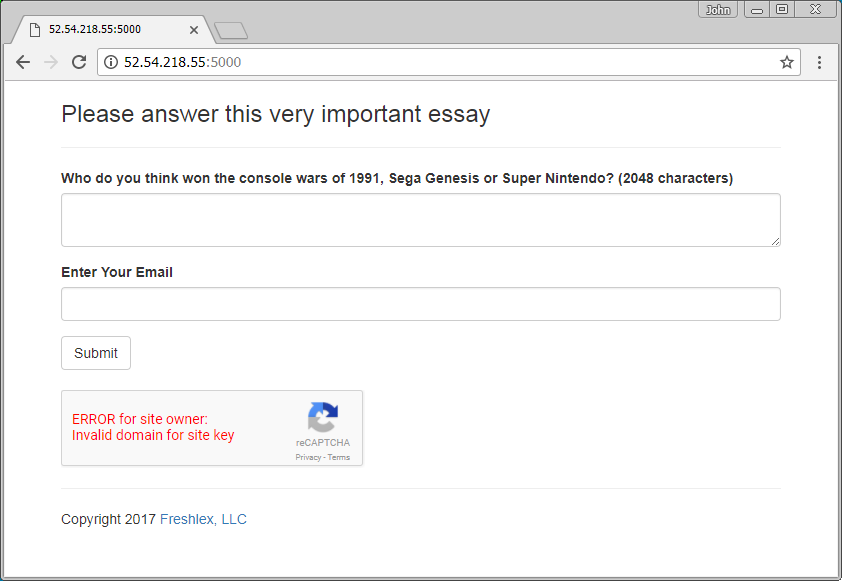 John
52.54.218.55:5000
52.54.218.55:5000
Please answer this very important essay
Who do you think won the console wars of 1991, Sega Genesis or Super Nintendo? (2048 characters)
Enter Your Email
Submit
ERROR for site owner:
Invalid domain for site key
reCAPTCHA
Privacy - Terms
Copyright 2017 Freshlex, LLC